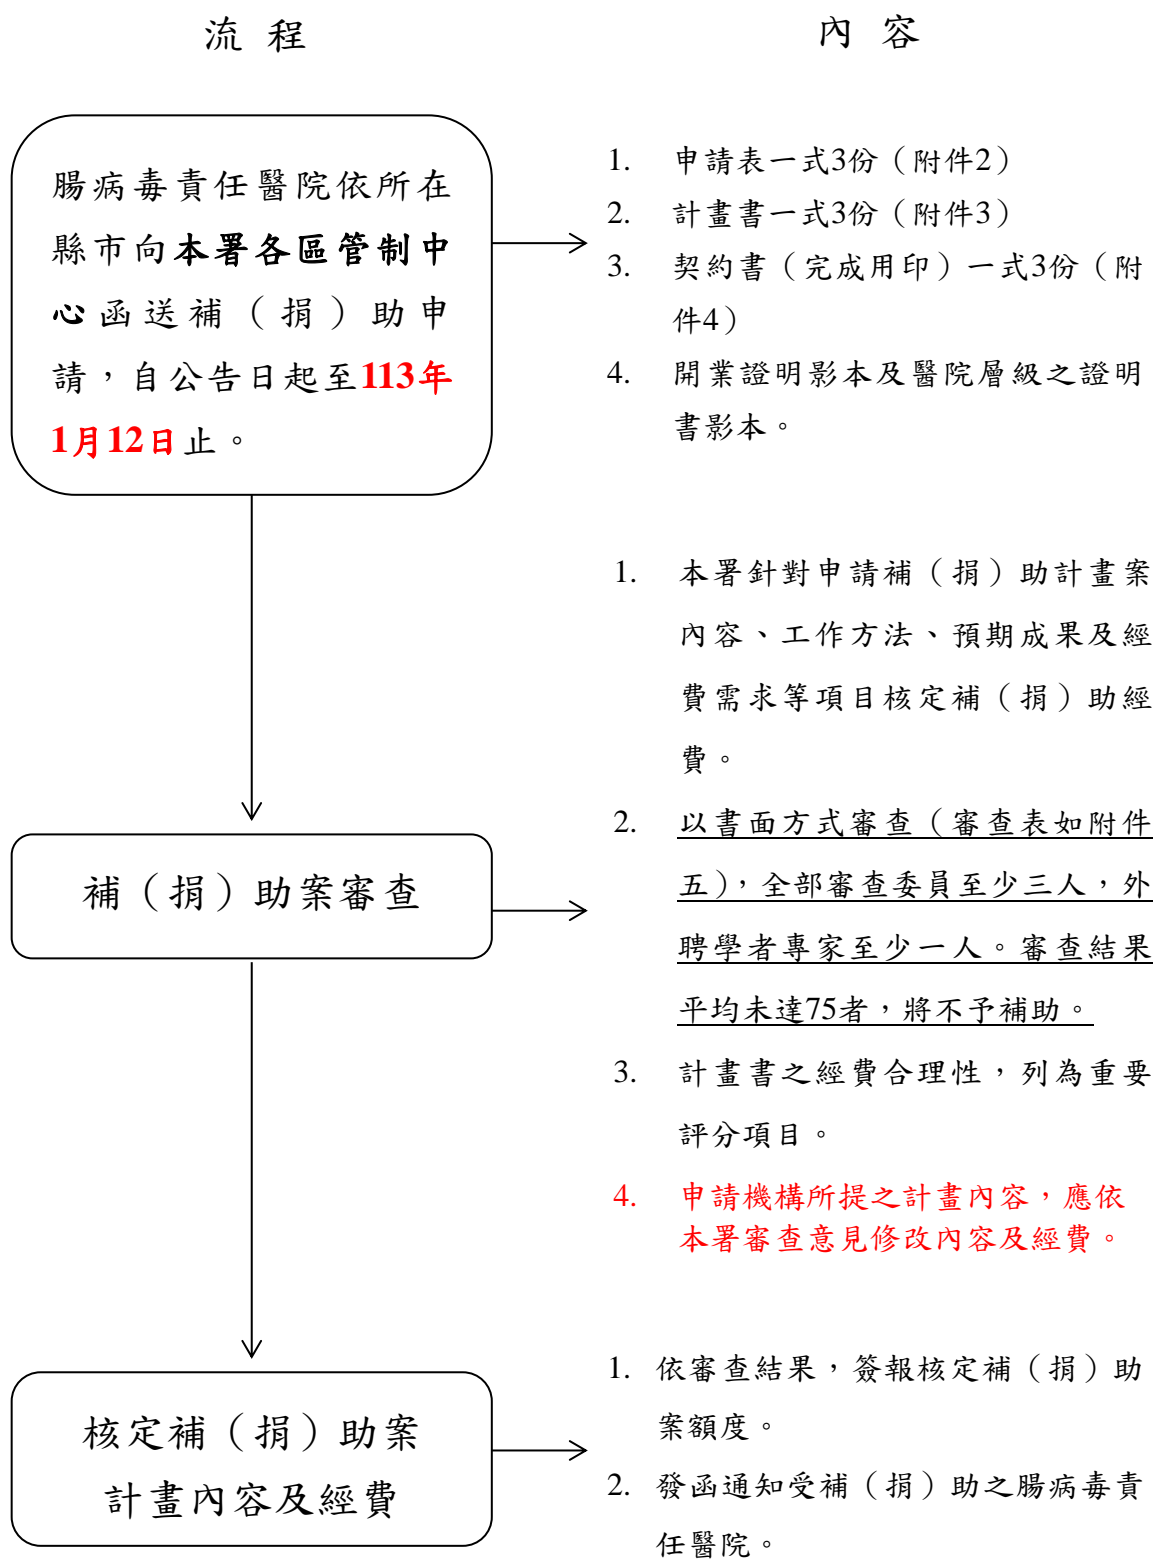 流 程
內 容
腸病毒責任醫院依所在
縣市向本署各區管制中
心函送補（捐）助申
請，自公告日起至113年
1月12日止。
1. 申請表一式3份（附件2）
2. 計畫書一式3份（附件3）
3. 契約書（完成用印）一式3份（附
件4）
4. 開業證明影本及醫院層級之證明
書影本。
補（捐）助案審查
1. 本署針對申請補（捐）助計畫案
內容、工作方法、預期成果及經
費需求等項目核定補（捐）助經
費。
2. 以書面方式審查（審查表如附件
五），全部審查委員至少三人，外
聘學者專家至少一人。審查結果
平均未達75者，將不予補助。
3. 計畫書之經費合理性，列為重要
評分項目。
4. 申請機構所提之計畫內容，應依
本署審查意見修改內容及經費。
核定補（捐）助案
計畫內容及經費
1. 依審查結果，簽報核定補（捐）助
案額度。
2. 發函通知受補（捐）助之腸病毒責
任醫院。